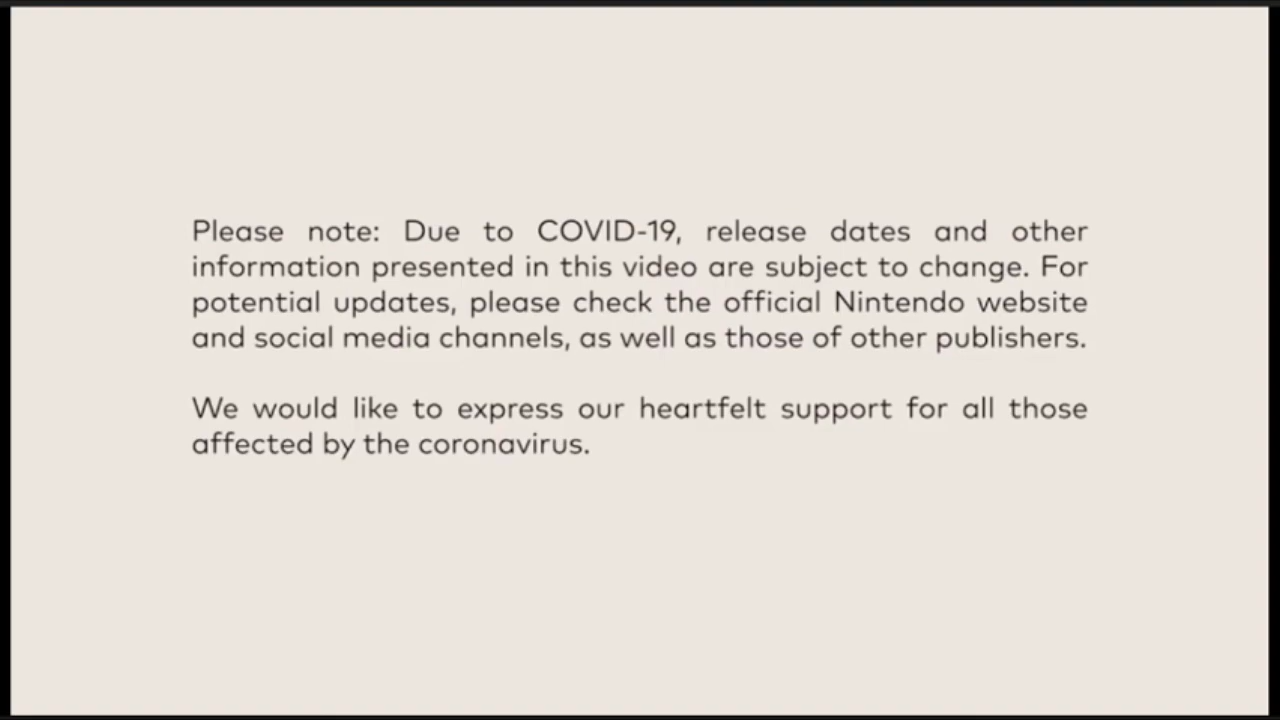 Please note: Due to COVID-19, release dates and other
information presented in this video are subject to change. For
potential updates, please check the official Nintendo website
and social media channels, as well as those of other publishers.
We would like to express our heartfelt support for all those
affected by the coronavirus.